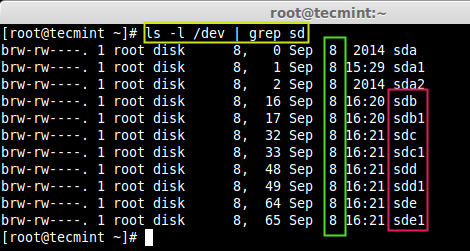 root@tecmint:~
[root@tecmint ~]# ls -l /dev | grep sd
brw-rw----. 1 root disk      8,   0 Sep  8  2014 sda
brw-rw----. 1 root disk      8,   1 Sep  8 15:29 sda1
brw-rw----. 1 root disk      8,   2 Sep  8  2014 sda2
brw-rw----. 1 root disk      8,  16 Sep  8 16:20 sdb
brw-rw----. 1 root disk      8,  17 Sep  8 16:20 sdb1
brw-rw----. 1 root disk      8,  32 Sep  8 16:21 sdc
brw-rw----. 1 root disk      8,  33 Sep  8 16:21 sdc1
brw-rw----. 1 root disk      8,  48 Sep  8 16:21 sdd
brw-rw----. 1 root disk      8,  49 Sep  8 16:21 sdd1
brw-rw----. 1 root disk      8,  64 Sep  8 16:21 sde
brw-rw----. 1 root disk      8,  65 Sep  8 16:21 sde1
[root@tecmint ~]#